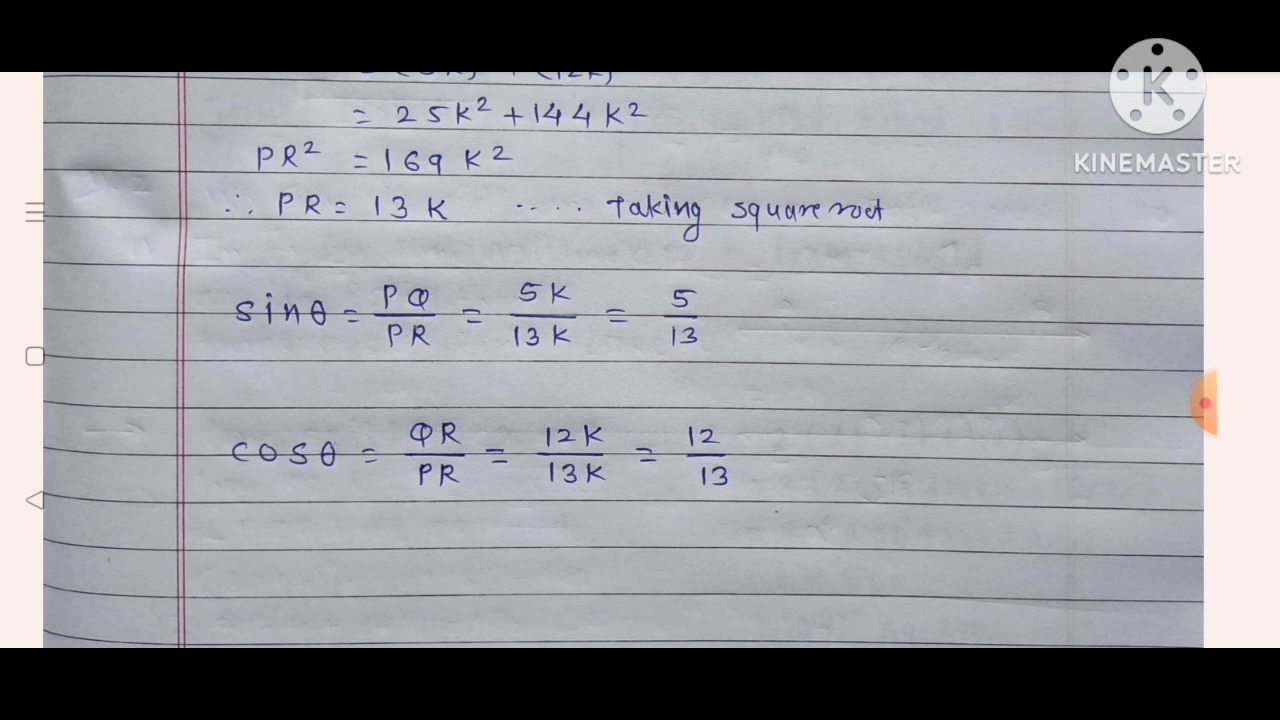 = 25K² + 144K²
PR² = 169 K²
∴ PR = 13 K ..... Taking square root
sinθ = PQ/PR = 5K/13K = 5/13
cosθ = QR/PR = 12K/13K = 12/13
K
KINEMASTER